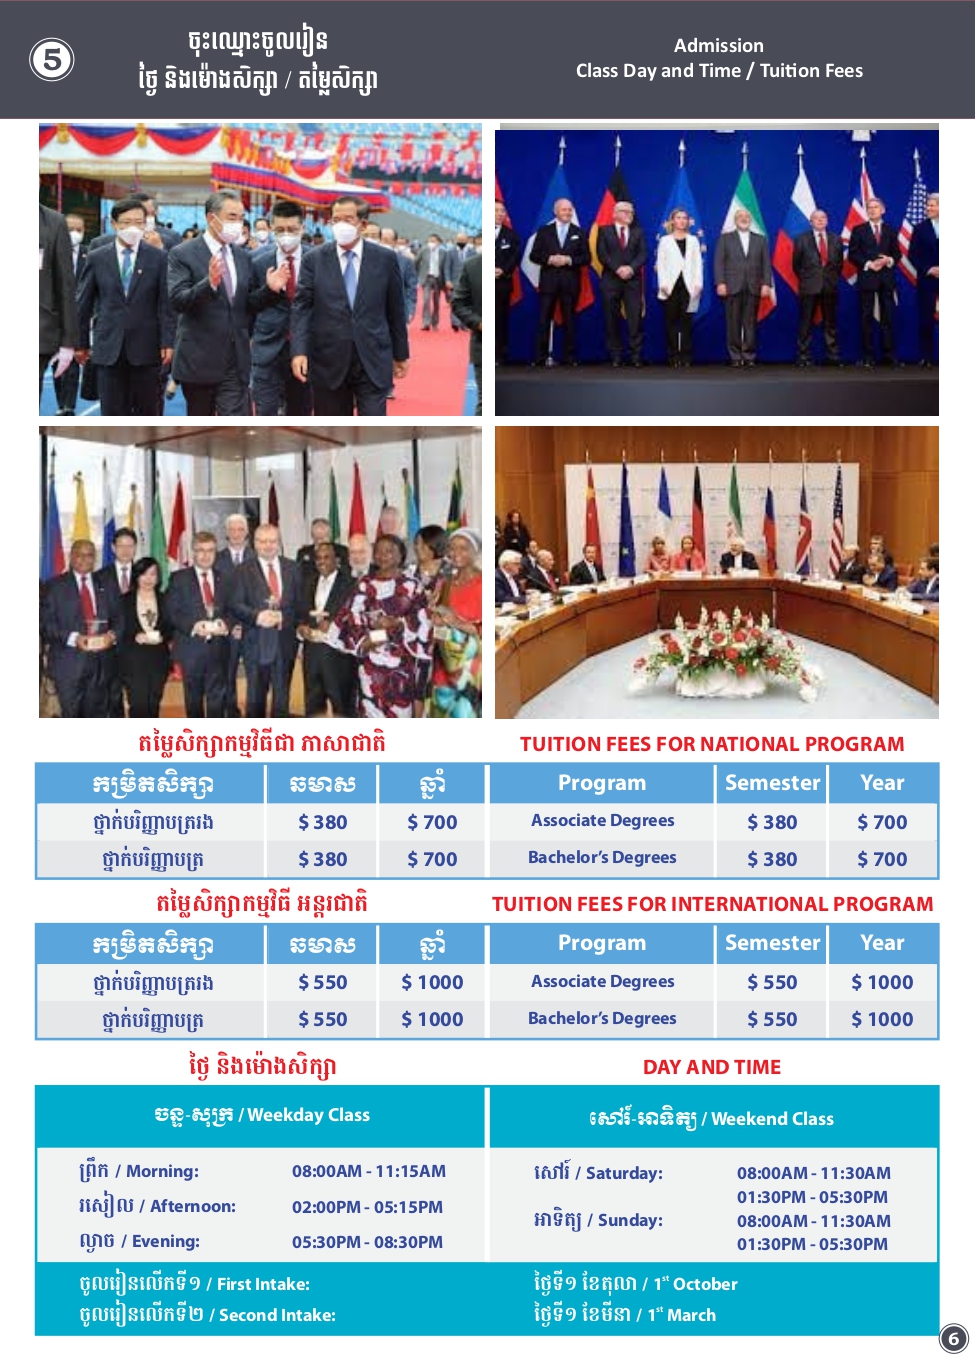 5
ចុះឈ្មោះចូលរៀន
ថ្ងៃ និងម៉ោងសិក្សា / តម្លៃសិក្សា
Admission
Class Day and Time / Tuition Fees
តម្លៃសិក្សាកម្មវិធីជា ភាសាជាតិ
កម្រិតសិក្សា ឆមាស ឆ្នាំ
ថ្នាក់បរិញ្ញាបត្ររង $ 380 $ 700
ថ្នាក់បរិញ្ញាបត្រ $ 380 $ 700
TUITION FEES FOR NATIONAL PROGRAM
Program Semester Year
Associate Degrees $ 380 $ 700
Bachelor's Degrees $ 380 $ 700
តម្លៃសិក្សាកម្មវិធី អន្តរជាតិ
កម្រិតសិក្សា ឆមាស ឆ្នាំ
ថ្នាក់បរិញ្ញាបត្ររង $ 550 $ 1000
ថ្នាក់បរិញ្ញាបត្រ $ 550 $ 1000
TUITION FEES FOR INTERNATIONAL PROGRAM
Program Semester Year
Associate Degrees $ 550 $ 1000
Bachelor's Degrees $ 550 $ 1000
ថ្ងៃ និងម៉ោងសិក្សា
DAY AND TIME
ចន្ទ-សុក្រ / Weekday Class
ព្រឹក / Morning: 08:00AM - 11:15AM
រសៀល / Afternoon: 02:00PM - 05:15PM
ល្ងាច / Evening: 05:30PM - 08:30PM
សៅរ៍-អាទិត្យ / Weekend Class
សៅរ៍ / Saturday: 08:00AM - 11:30AM
01:30PM - 05:30PM
អាទិត្យ / Sunday: 08:00AM - 11:30AM
01:30PM - 05:30PM
ចូលរៀនលើកទី១ / First Intake: ថ្ងៃទី១ ខែតុលា / 1st October
ចូលរៀនលើកទី២ / Second Intake: ថ្ងៃទី១ ខែមីនា / 1st March
6